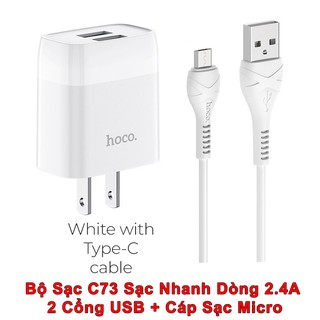 hoco.
hoco.
White with
Type-C
cable
Bộ Sạc C73 Sạc Nhanh Dòng 2.4A
2 Cổng USB + Cáp Sạc Micro